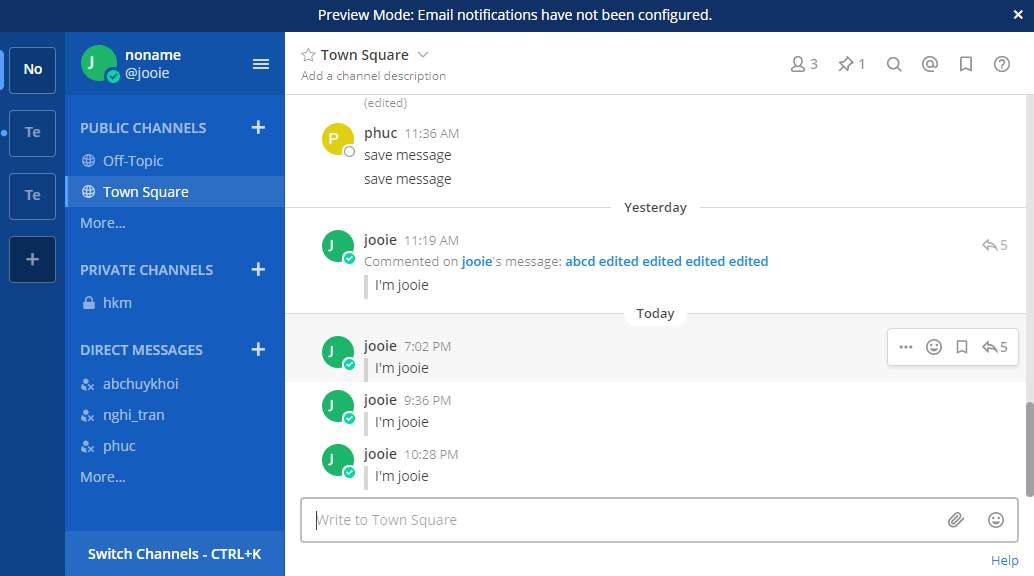 Preview Mode: Email notifications have not been configured.
No
Te
Te
J
noname
@jooie
PUBLIC CHANNELS
Off-Topic
Town Square
More...
PRIVATE CHANNELS
hkm
DIRECT MESSAGES
abchuykhoi
nghi_tran
phuc
More...
Switch Channels - CTRL+K
Town Square
Add a channel description
3
1
(edited)
P
phuc 11:36 AM
save message
save message
Yesterday
J
jooie 11:19 AM
5
Commented on jooie's message: abcd edited edited edited edited
I'm jooie
Today
J
jooie 7:02 PM
5
I'm jooie
J
jooie 9:36 PM
I'm jooie
J
jooie 10:28 PM
I'm jooie
Write to Town Square
Help